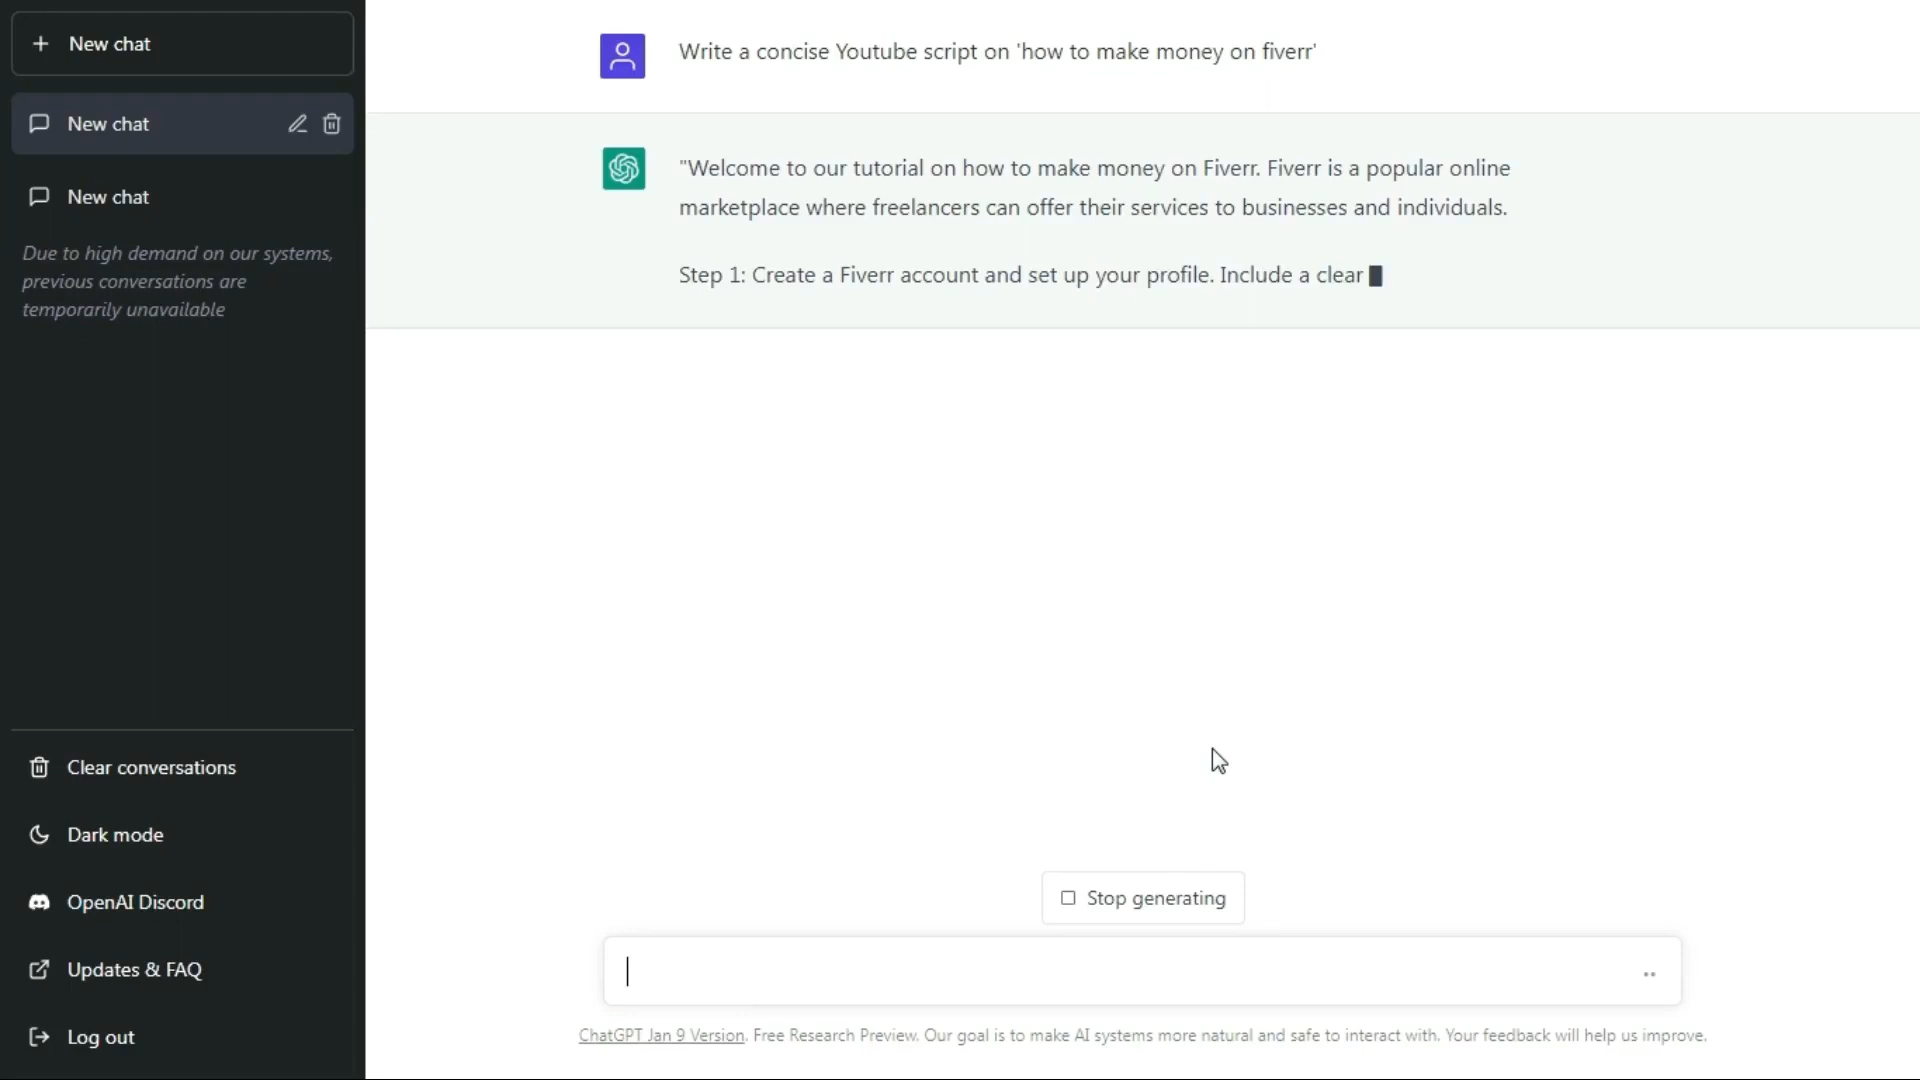 New chat
New chat
New chat
Due to high demand on our systems,
previous conversations are
temporarily unavailable
Clear conversations
Dark mode
OpenAI Discord
Updates & FAQ
Log out
Write a concise Youtube script on 'how to make money on fiverr'
"Welcome to our tutorial on how to make money on Fiverr. Fiverr is a popular online
marketplace where freelancers can offer their services to businesses and individuals.
Step 1: Create a Fiverr account and set up your profile. Include a clear
Stop generating
ChatGPT Jan 9 Version. Free Research Preview. Our goal is to make AI systems more natural and safe to interact with. Your feedback will help us improve.